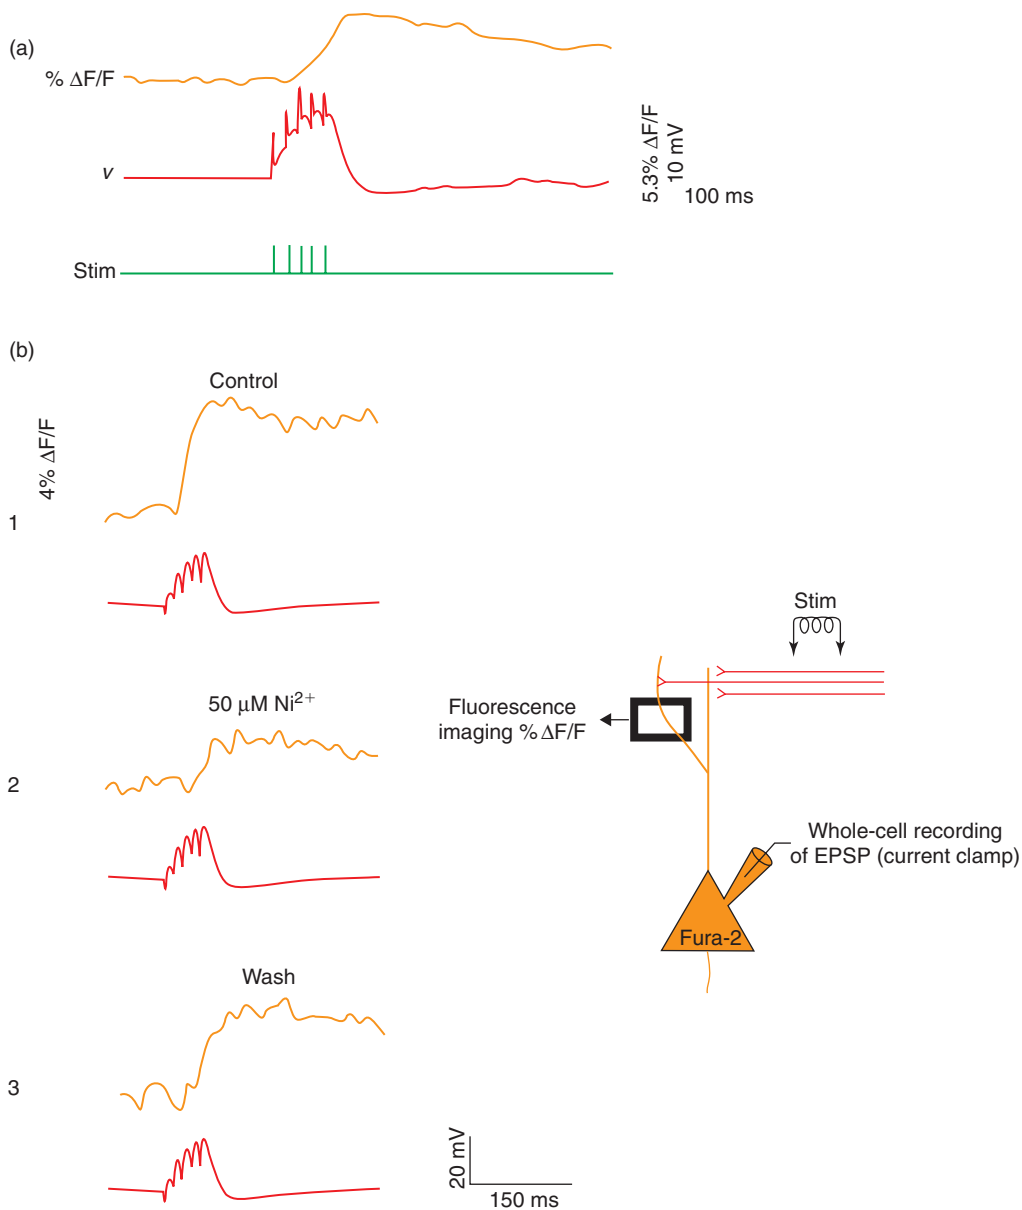 (a)
% ΔF/F
v
Stim
5.3% ΔF/F
10 mV
100 ms
(b)
Control
4% ΔF/F
1
50 μM Ni²⁺
2
Wash
3
20 mV
150 ms
Stim
Fluorescence
imaging % ΔF/F
Whole-cell recording
of EPSP (current clamp)
Fura-2